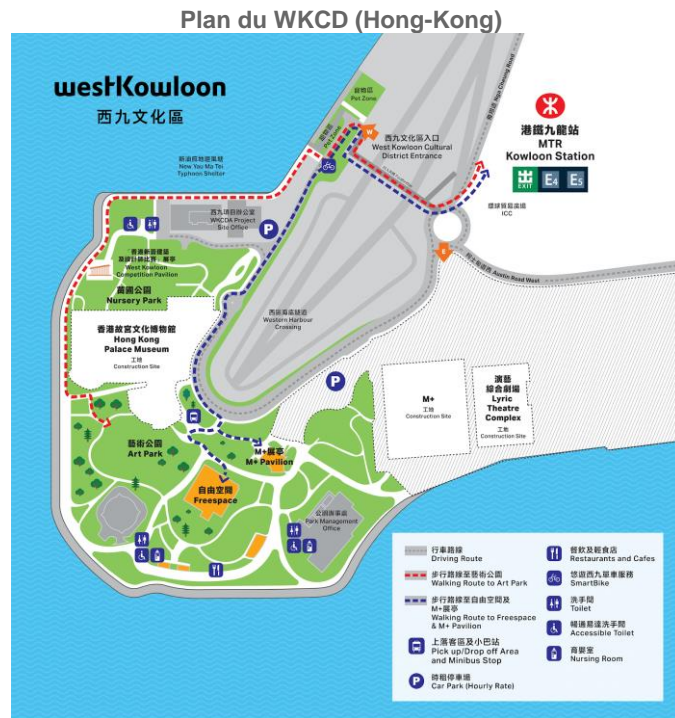 Plan du WKCD (Hong-Kong)
westKowloon
西九文化區
寵物區
Pet Zone
寵物區
Pet Zone
W
西九文化區入口
West Kowloon Cultural
District Entrance
港鐵九龍站
MTR
Kowloon Station
出
EXIT
E4
E5
環球貿易廣場
ICC
新油麻地避風塘
New Yau Ma Tei
Typhoon Shelter
西九項目辦公室
WKCDA Project
Site Office
P
E
柯士甸道西 Austin Road West
West Kowloon
Competition Pavilion
苗圃公園
Nursery Park
西區海底隧道
Western Harbour
Crossing
香港故宮文化博物館
Hong Kong
Palace Museum
工地
Construction Site
P
M+
工地
Construction Site
演藝
綜合劇場
Lyric
Theatre
Complex
工地
Construction Site
藝術公園
Art Park
M+展亭
M+ Pavilion
自由空間
Freespace
公園辦事處
Park Management
Office
行車路線
Driving Route
步行路線至藝術公園
Walking Route to Art Park
步行路線至自由空間及
M+展亭
Walking Route to Freespace
& M+ Pavilion
上落客區及小巴站
Pick up/Drop off Area
and Minibus Stop
P
時租停車場
Car Park (Hourly Rate)
餐飲及輕食店
Restaurants and Cafes
悠遊西九單車服務
SmartBike
洗手間
Toilet
暢通易達洗手間
Accessible Toilet
育嬰室
Nursing Room